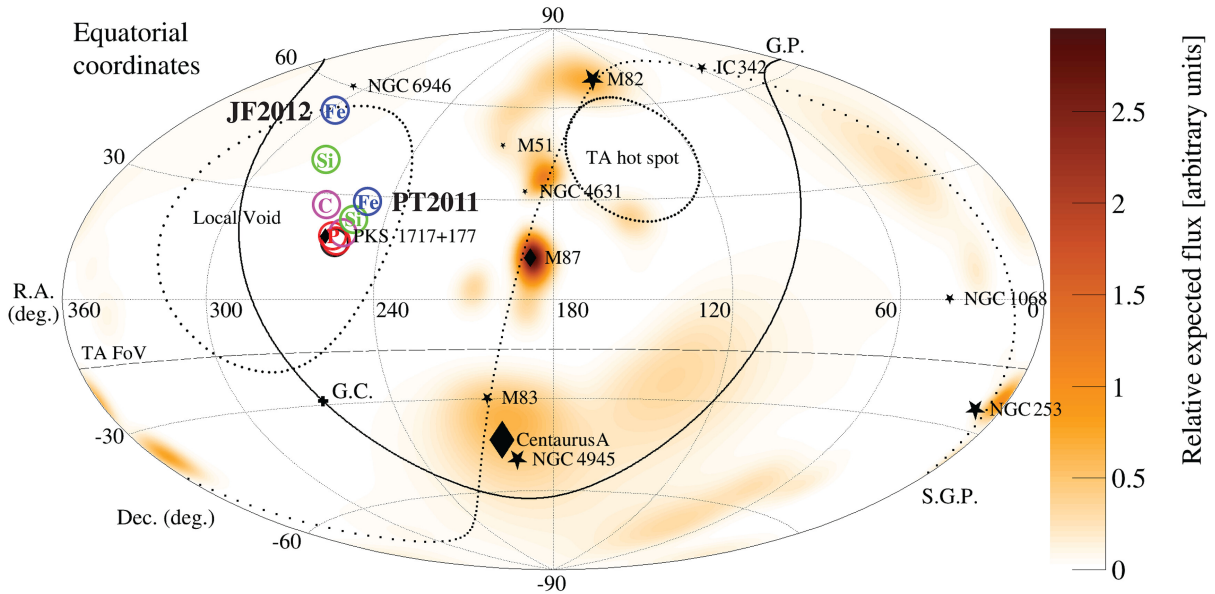 Equatorial
coordinates
90
G.P.
60
NGC 6946
M82
IC 342
JF2012
Fe
M51
TA hot spot
Si
30
NGC 4631
Fe
PT2011
C
Local Void
Si
P
PKS 1717+177
M87
R.A.
(deg.)
360
300
240
180
120
60
0
NGC 1068
TA FoV
G.C.
M83
NGC 253
-30
Centaurus A
NGC 4945
S.G.P.
Dec. (deg.)
-60
-90
2.5
2
1.5
1
0.5
0
Relative expected flux [arbitrary units]